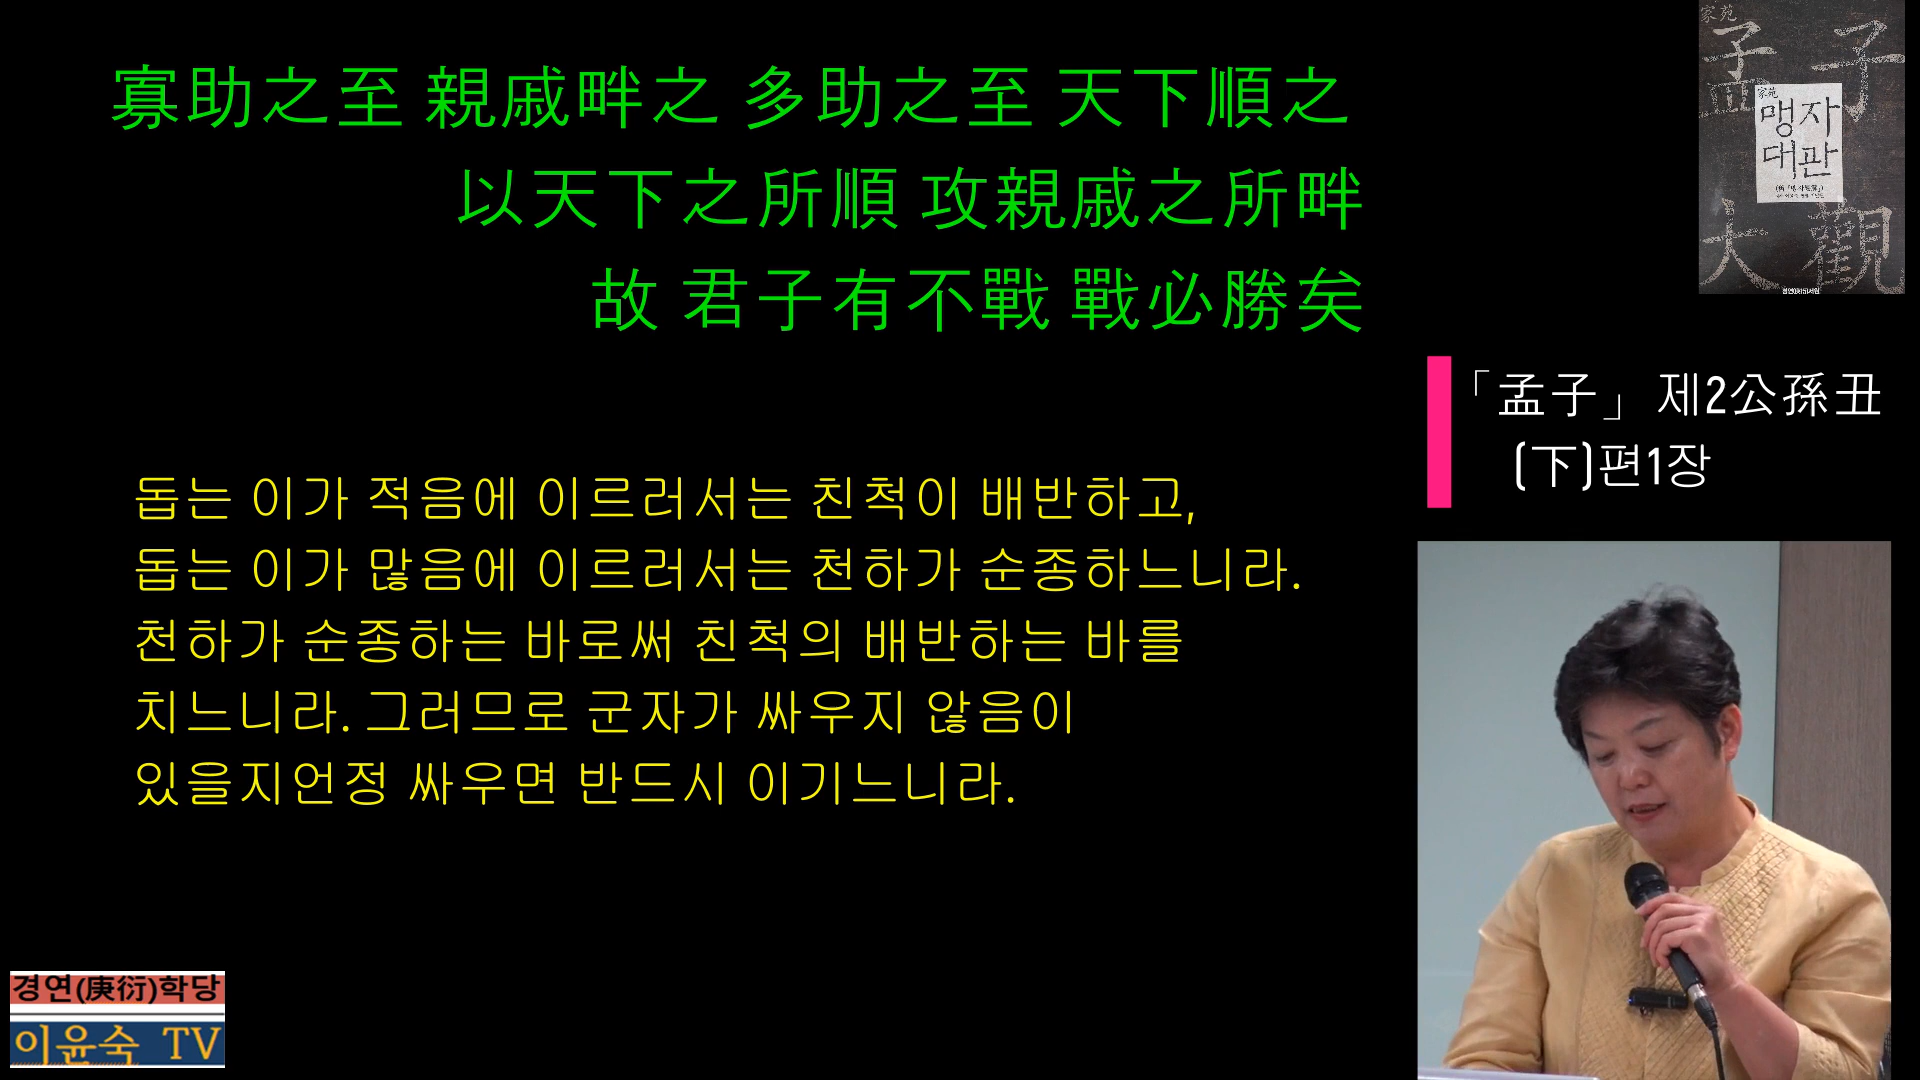 寡助之至 親戚畔之 多助之至 天下順之
以天下之所順 攻親戚之所畔
故 君子有不戰 戰必勝矣
돕는 이가 적음에 이르러서는 친척이 배반하고,
돕는 이가 많음에 이르러서는 천하가 순종하느니라.
천하가 순종하는 바로써 친척의 배반하는 바를
치느니라. 그러므로 군자가 싸우지 않음이
있을지언정 싸우면 반드시 이기느니라.
家苑
孟子
家苑
맹자
대관
大觀
「孟子」 제2公孫丑
(下)편1장
경연(庚衍)학당
이윤숙 TV